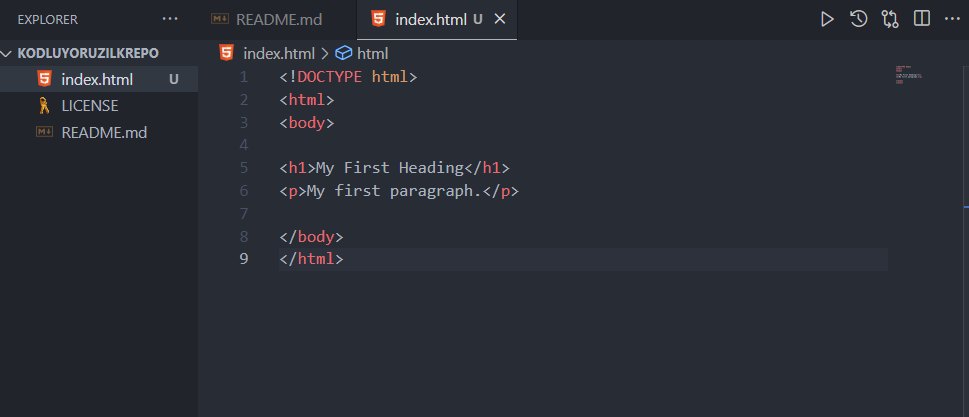 EXPLORER ··· README.md index.html U
KODLUYORUZILKREPO
index.html U
LICENSE
README.md
index.html > html
1 <!DOCTYPE html>
2 <html>
3 <body>
4
5 <h1>My First Heading</h1>
6 <p>My first paragraph.</p>
7
8 </body>
9 </html>